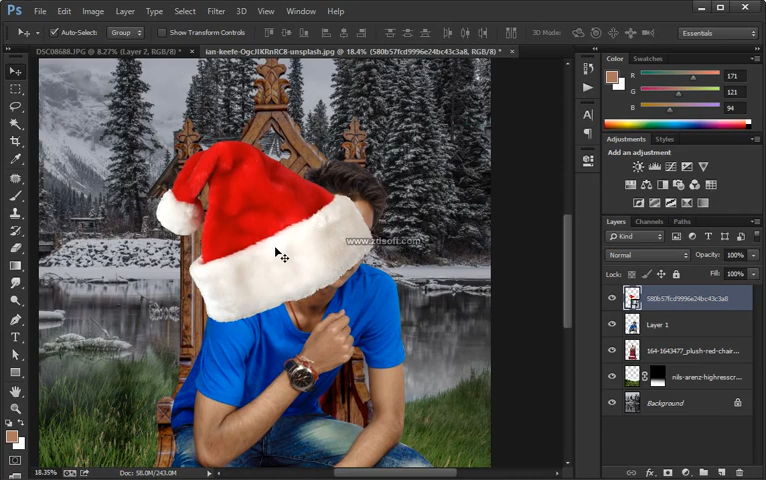 Ps File Edit Image Layer Type Select Filter 3D View Window Help
Auto-Select: Group Show Transform Controls 3D Mode: Essentials
DSC08688.JPG @ 8.27% (Layer 2, RGB/8) * × ian-keefe-OgcJIKRnRC8-unsplash.jpg @ 18.4% (580b57fcd9996e24bc43c3a8, RGB/8) * ×
Color Swatches
R 171
G 121
B 94
Adjustments Styles
Add an adjustment
Layers Channels Paths
Kind
Normal Opacity: 100%
Lock: Fill: 100%
580b57fcd9996e24bc43c3a8
Layer 1
164-1643477_plush-red-chair...
nils-arenz-highresscr...
Background
www.zdsoft.com
18.35% Doc: 58.0M/243.0M